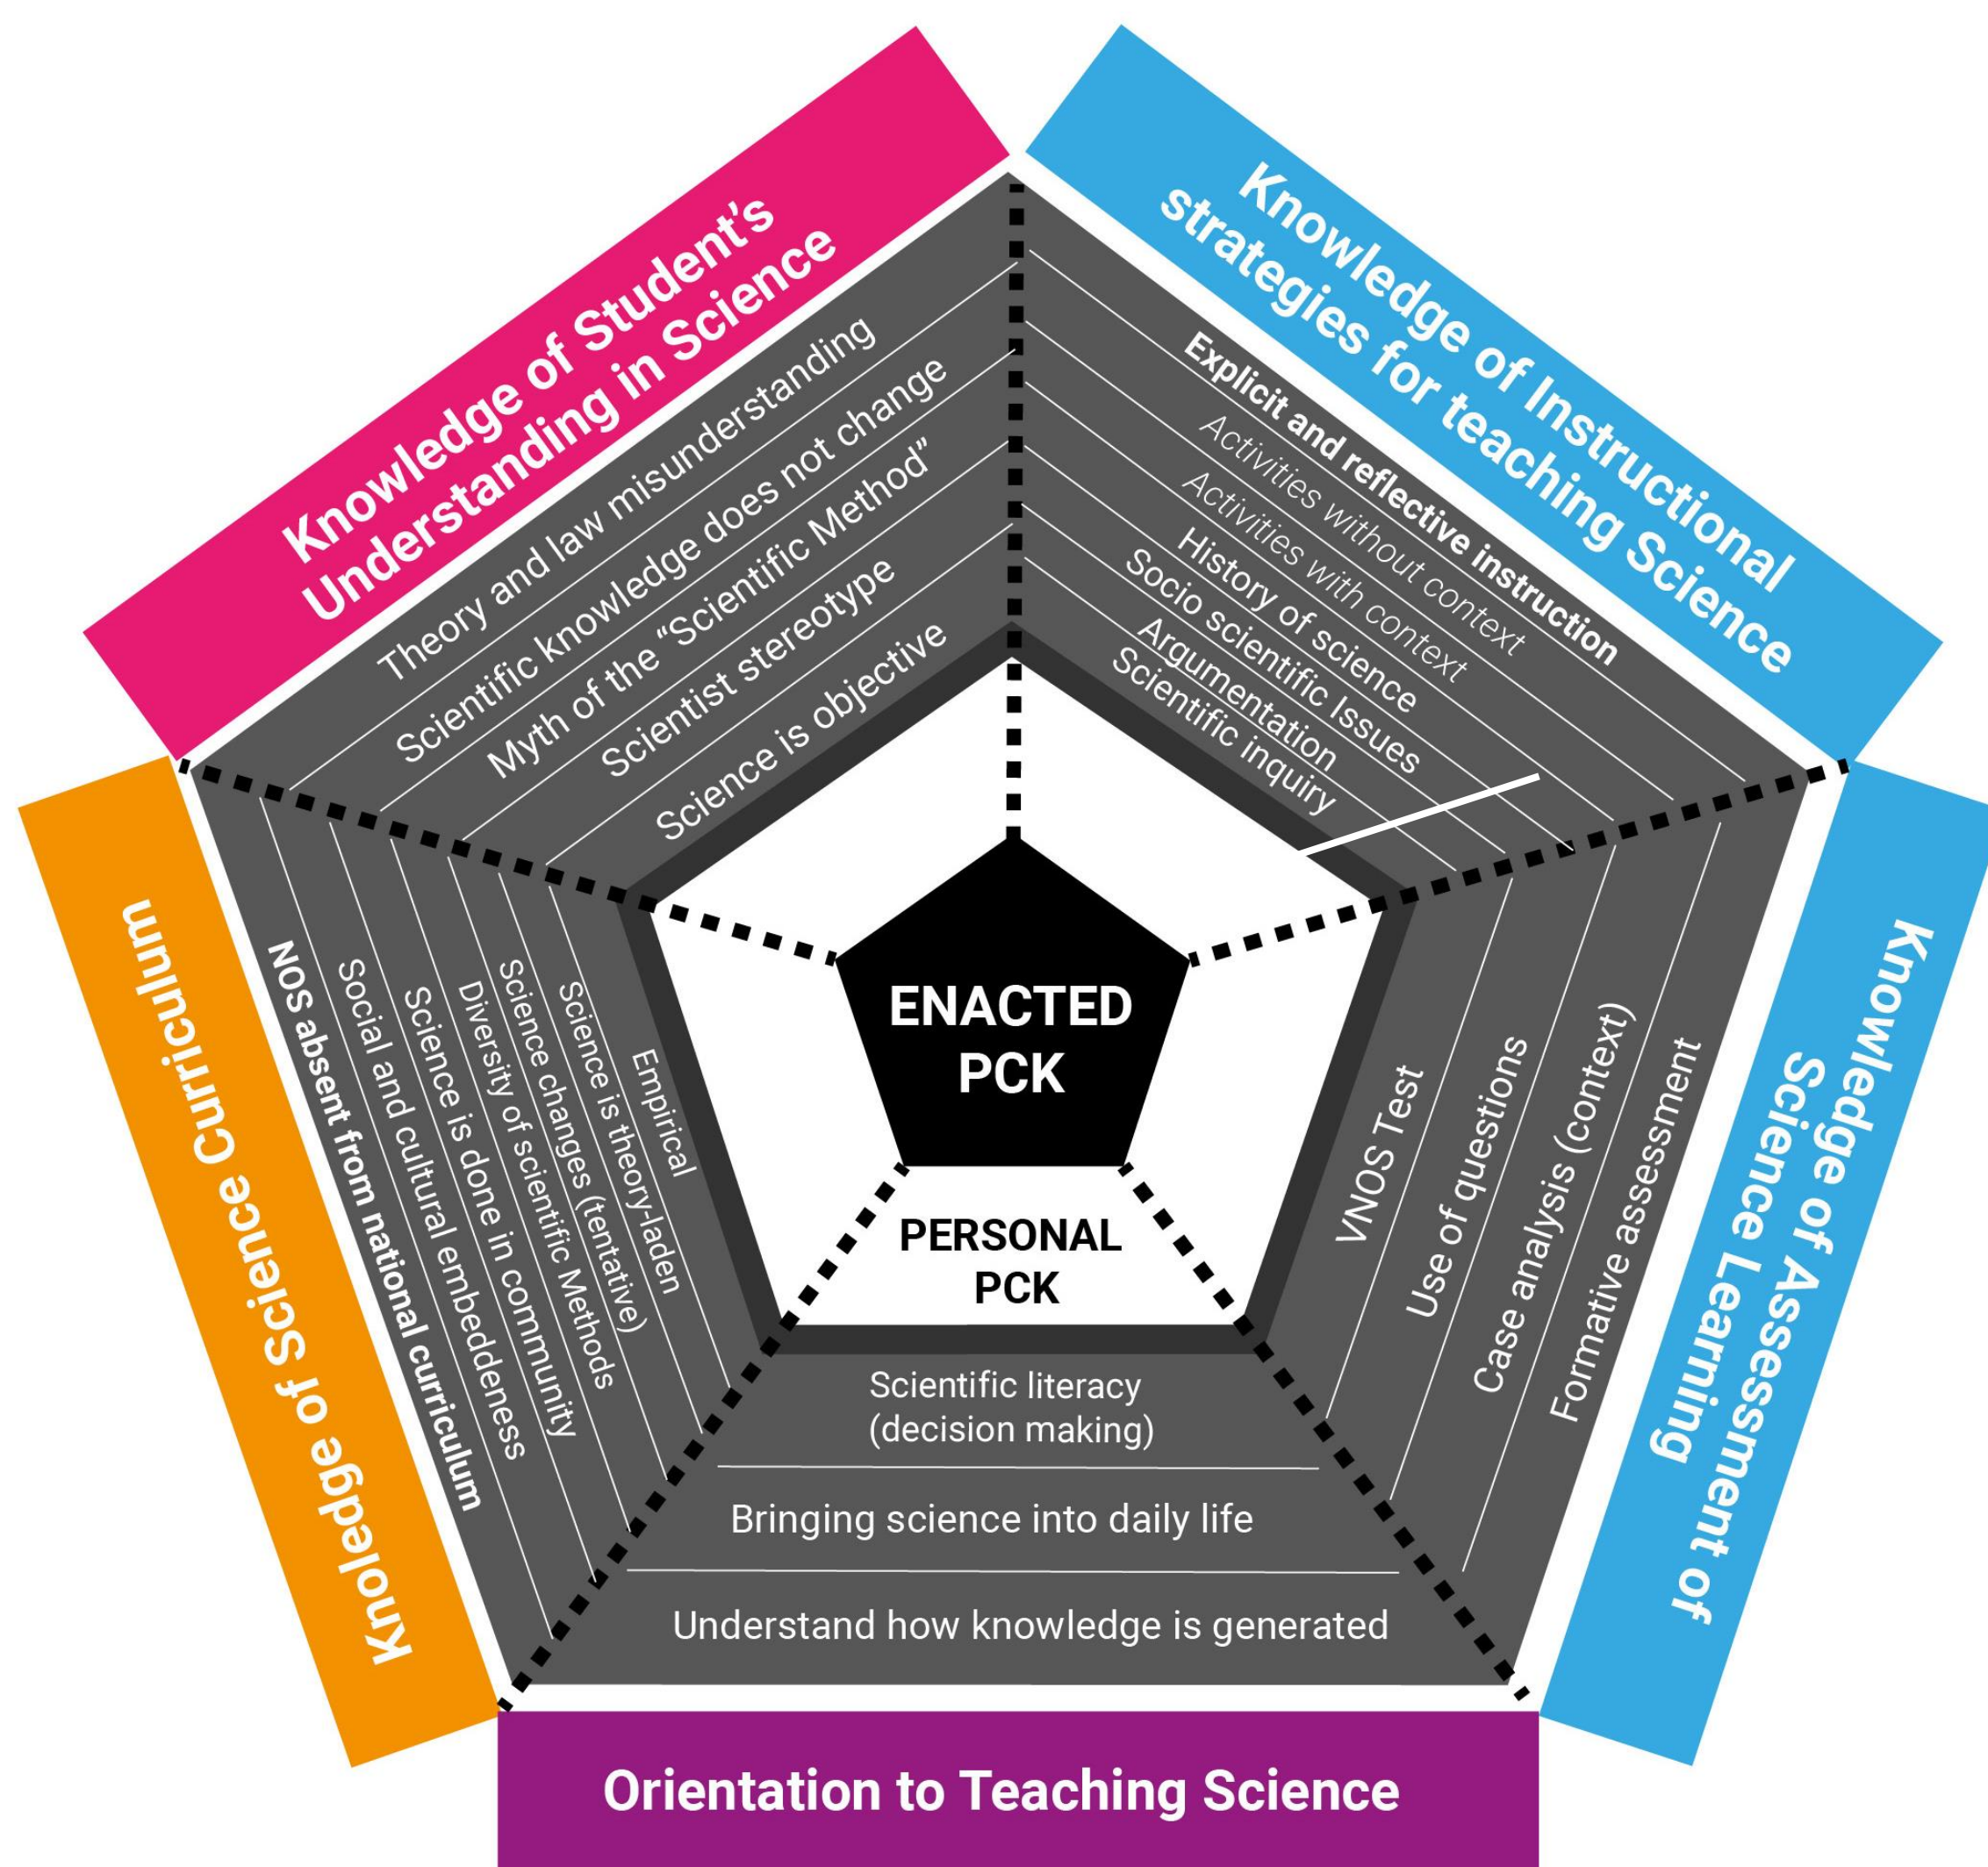 Knowledge of Student's
Understanding in Science
Theory and law misunderstanding
Scientific knowledge does not change
Myth of the “Scientific Method”
Scientist stereotype
Science is objective
Knowledge of Instructional
strategies for teaching Science
Explicit and reflective instruction
Activities without context
Activities with context
History of science
Socio scientific Issues
Argumentation
Scientific inquiry
Knowledge of Assessment of
Science Learning
Formative assessment
Case analysis (context)
Use of questions
VNOS Test
Knowledge of Science Curriculum
NOS absent from national curriculum
Social and cultural embeddeness
Science is done in community
Diversity of scientific Methods
Science changes (tentative)
Science is theory-laden
Empirical
ENACTED
PCK
PERSONAL
PCK
Scientific literacy
(decision making)
Bringing science into daily life
Understand how knowledge is generated
Orientation to Teaching Science